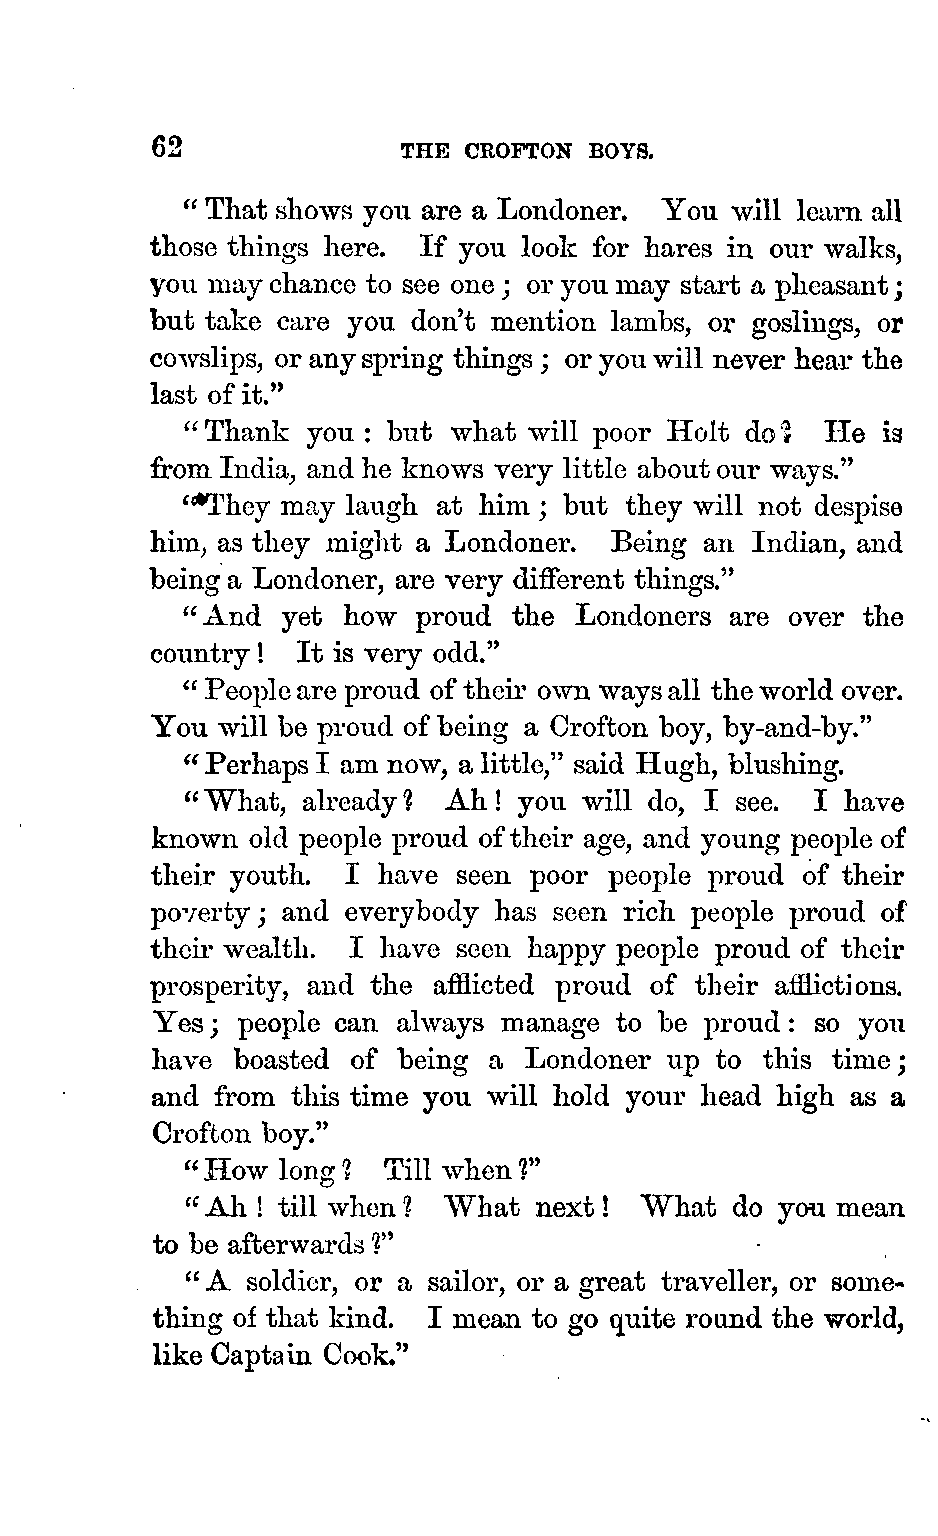 62 THE CROFTON BOYS.
“ That shows you are a Londoner. You will learn all
those things here. If you look for hares in our walks,
you may chance to see one ; or you may start a pheasant ;
but take care you don't mention lambs, or goslings, or
cowslips, or any spring things ; or you will never hear the
last of it.”
“ Thank you : but what will poor Holt do ? He is
from India, and he knows very little about our ways.”
“They may laugh at him ; but they will not despise
him, as they might a Londoner. Being an Indian, and
being a Londoner, are very different things.”
“ And yet how proud the Londoners are over the
country ! It is very odd.”
“ People are proud of their own ways all the world over.
You will be proud of being a Crofton boy, by-and-by.”
“ Perhaps I am now, a little,” said Hugh, blushing.
“ What, already ? Ah ! you will do, I see. I have
known old people proud of their age, and young people of
their youth. I have seen poor people proud of their
poverty ; and everybody has seen rich people proud of
their wealth. I have seen happy people proud of their
prosperity, and the afflicted proud of their afflictions.
Yes ; people can always manage to be proud : so you
have boasted of being a Londoner up to this time ;
and from this time you will hold your head high as a
Crofton boy.”
“ How long ? Till when ?”
“ Ah ! till when ? What next ! What do you mean
to be afterwards ?”
“ A soldier, or a sailor, or a great traveller, or some-
thing of that kind. I mean to go quite round the world,
like Captain Cook.”